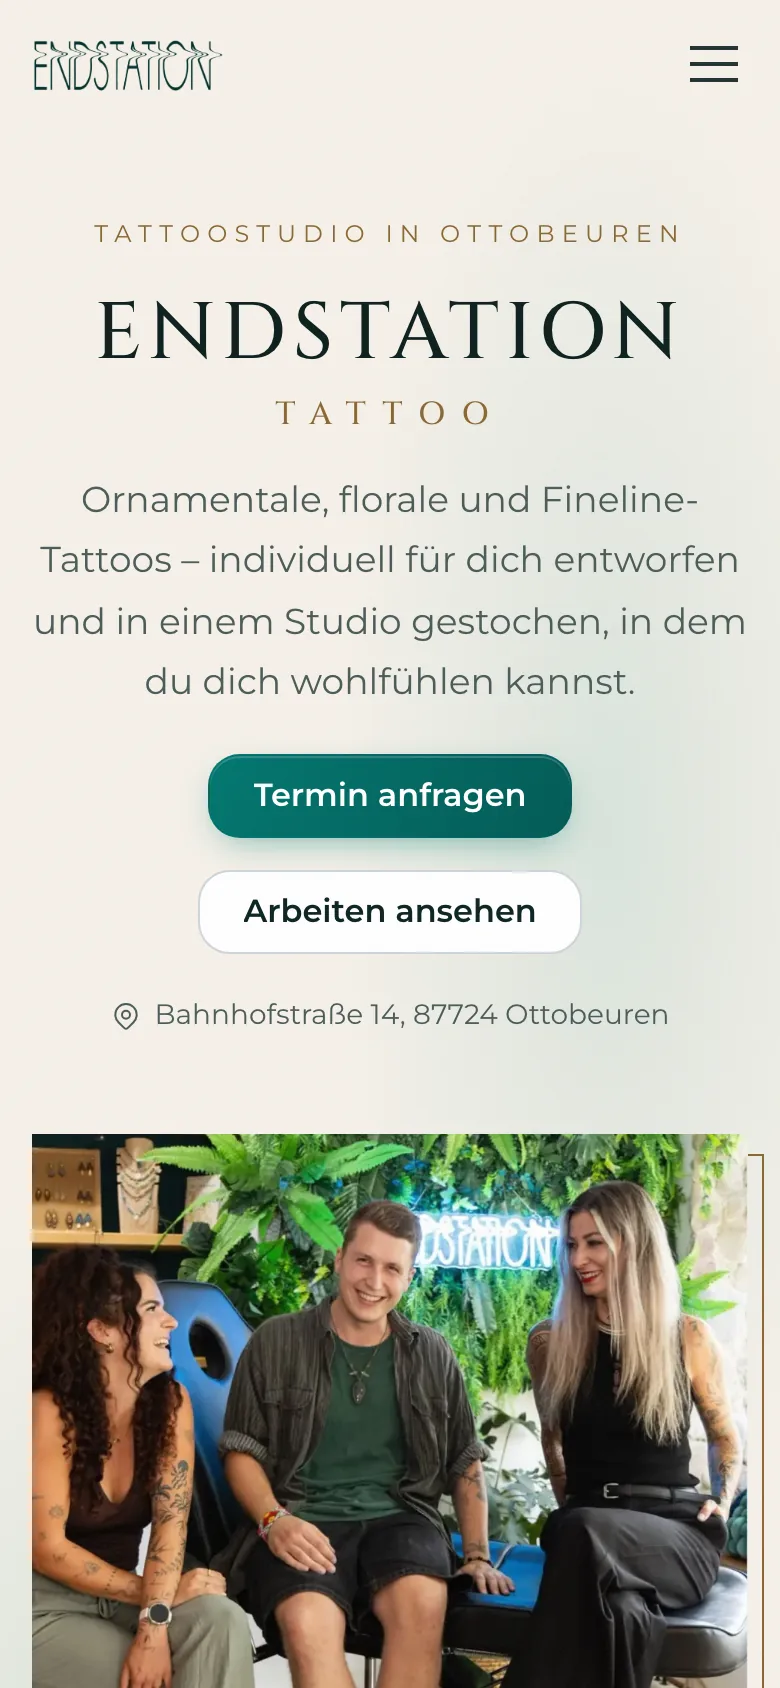 ENDSTATION
TATTOOSTUDIO IN OTTOBEUREN
ENDSTATION
TATTOO
Ornamentale, florale und Fineline-
Tattoos – individuell für dich entworfen
und in einem Studio gestochen, in dem
du dich wohlfühlen kannst.
Termin anfragen
Arbeiten ansehen
Bahnhofstraße 14, 87724 Ottobeuren
DSTATION